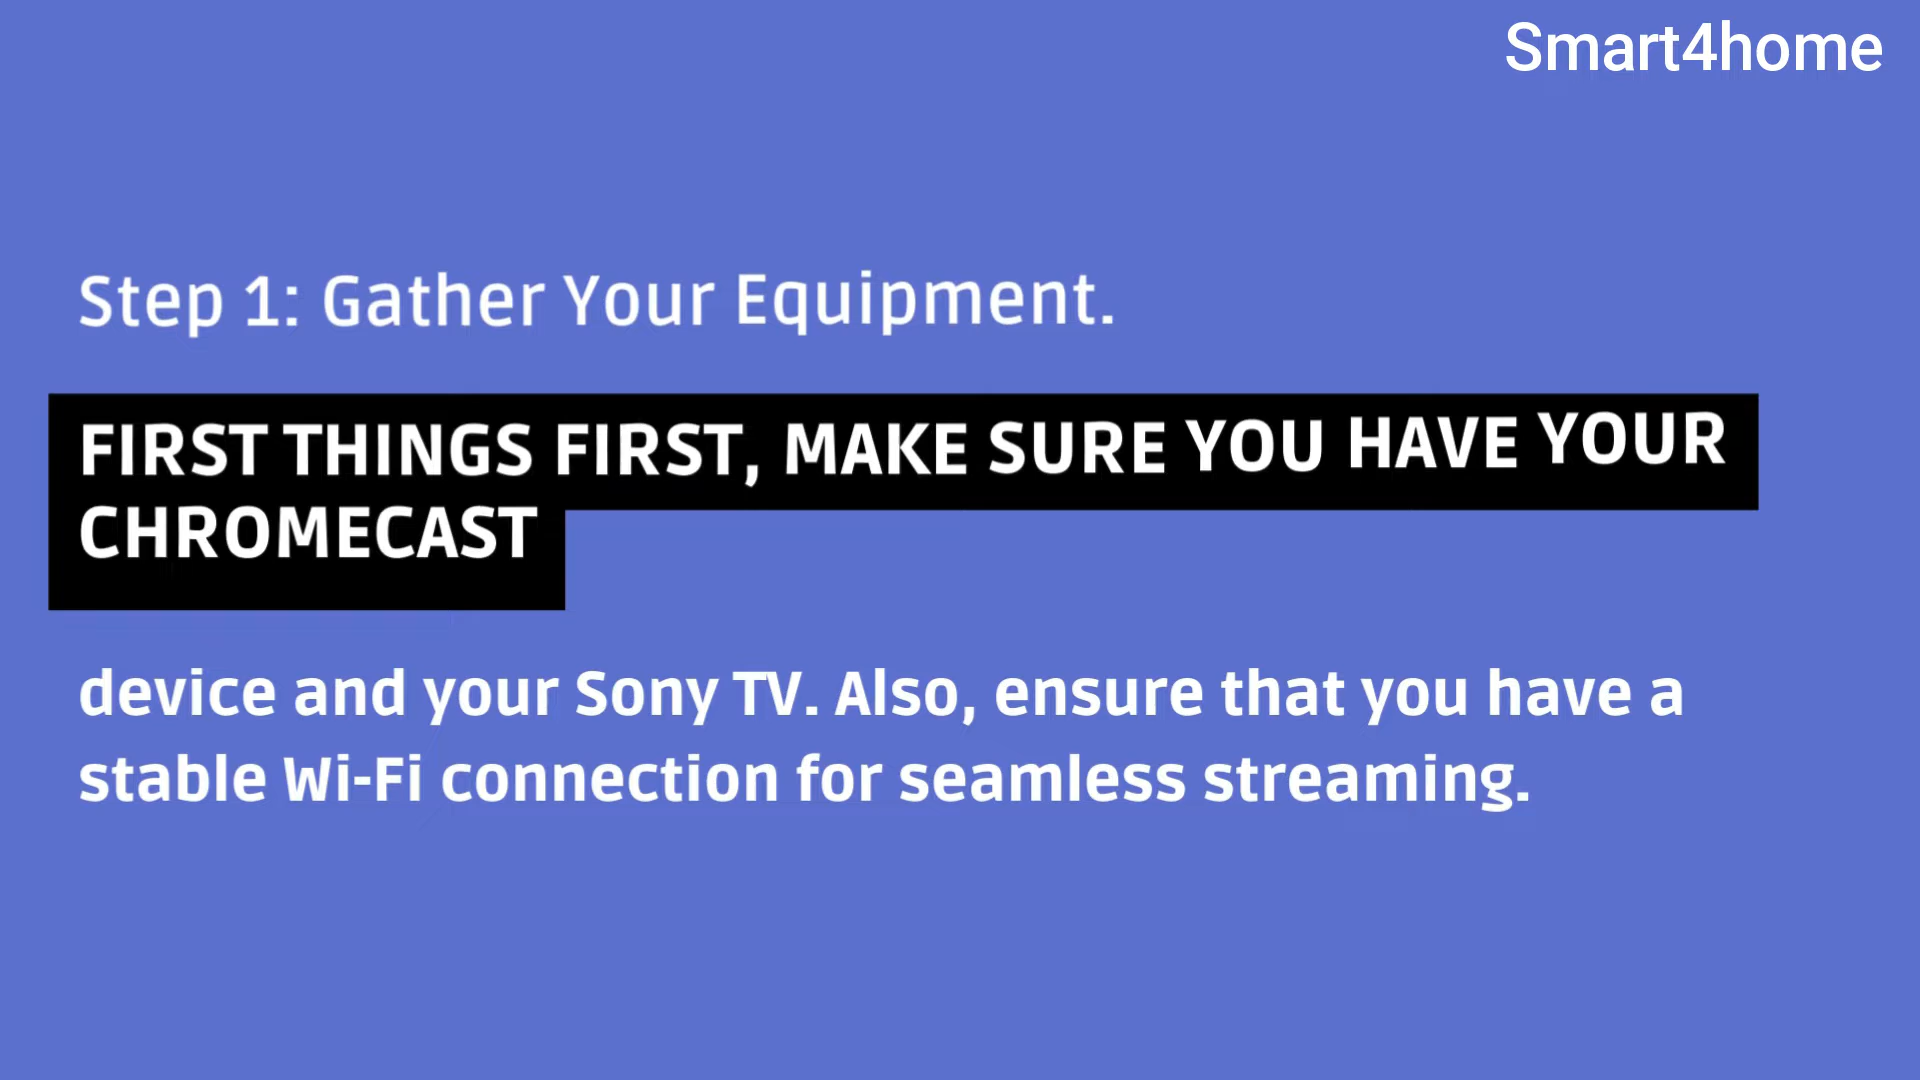 Smart4home
Step 1: Gather Your Equipment.
FIRST THINGS FIRST, MAKE SURE YOU HAVE YOUR
CHROMECAST
device and your Sony TV. Also, ensure that you have a
stable Wi-Fi connection for seamless streaming.